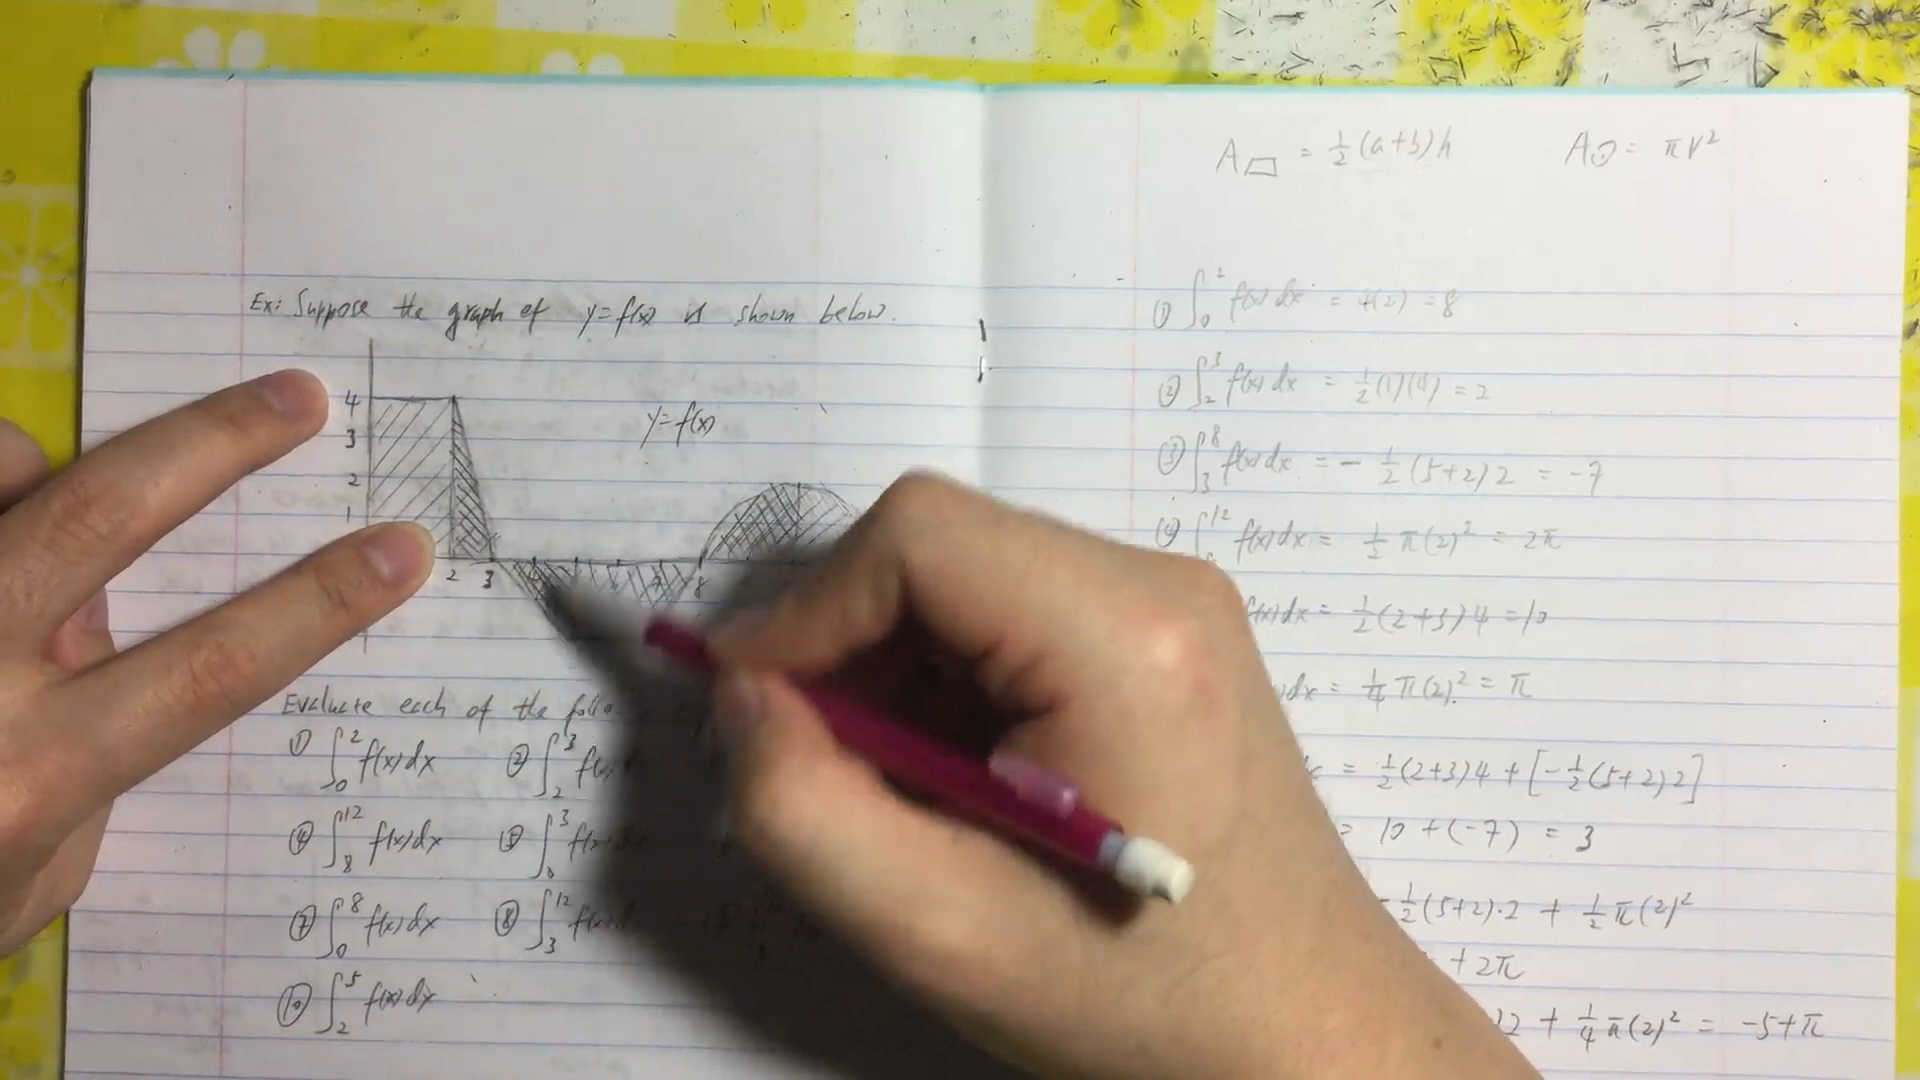 Ex: Suppose the graph of y=f(x) is shown below.
4
3
2
1
y=f(x)
2 3 7 8
Evaluate each of the
① ∫₀² f(x)dx ② ∫₂³
④ ∫₈¹² f(x)dx ⑤ ∫₀³
⑦ ∫₀⁸ f(x)dx ⑧ ∫₃¹²
⑩ ∫₂⁵ f(x)dx
A▱ = ½(a+b)h A⊙ = πr²
① ∫₀² f(x)dx = 4(2) = 8
② ∫₂³ f(x)dx = ½(1)(4) = 2
③ ∫₃⁸ f(x)dx = - ½(5+2)2 = -7
④ ∫¹² f(x)dx = ½π(2)² = 2π
f(x)dx = ½(2+3)4 = 10
dx = ¼π(2)² = π
= ½(2+3)4 + [-½(5+2)2]
= 10 + (-7) = 3
½(5+2)·2 + ½π(2)²
+ 2π
2 + ¼π(2)² = -5+π